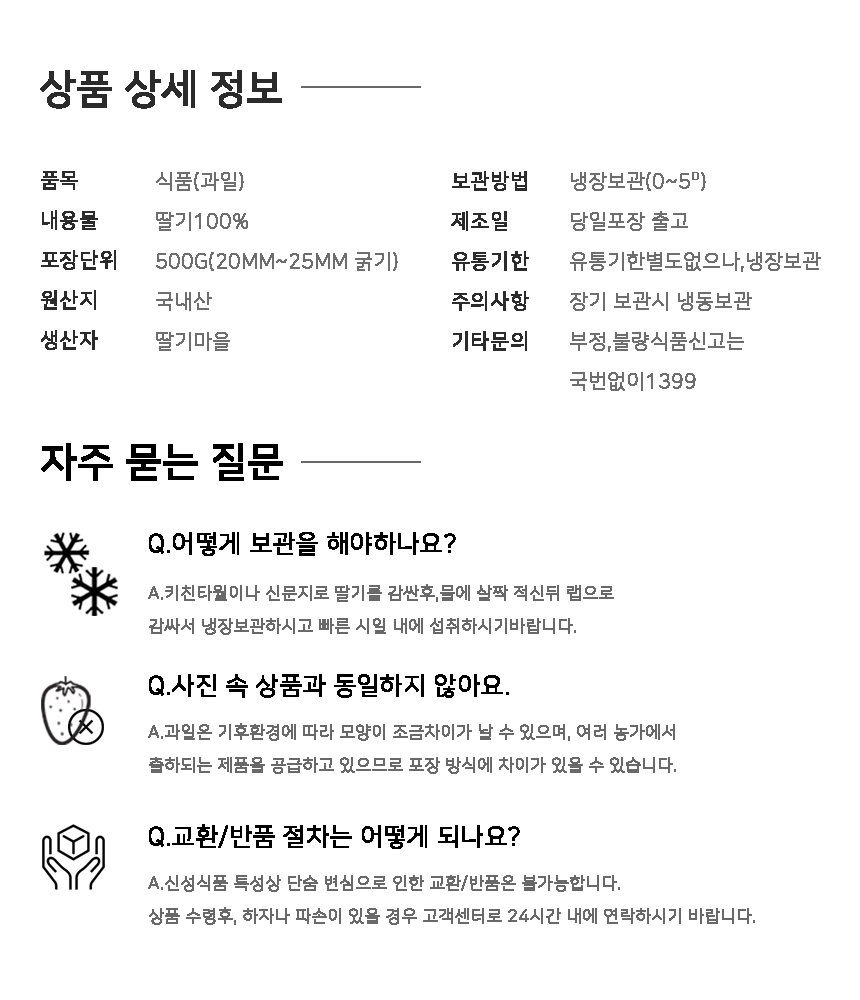 상품 상세 정보
품목 식품(과일)
내용물 딸기100%
포장단위 500G(20MM~25MM 굵기)
원산지 국내산
생산자 딸기마을
보관방법 냉장보관(0~5ᴰ)
제조일 당일포장 출고
유통기한 유통기한별도없으나,냉장보관
주의사항 장기 보관시 냉동보관
기타문의 부정,불량식품신고는
국번없이1399
자주 묻는 질문
Q.어떻게 보관을 해야하나요?
A.키친타월이나 신문지로 딸기를 감싼후,물에 살짝 적신뒤 랩으로
감싸서 냉장보관하시고 빠른 시일 내에 섭취하시기바랍니다.
Q.사진 속 상품과 동일하지 않아요.
A.과일은 기후환경에 따라 모양이 조금차이가 날 수 있으며, 여러 농가에서
출하되는 제품을 공급하고 있으므로 포장 방식에 차이가 있을 수 있습니다.
Q.교환/반품 절차는 어떻게 되나요?
A.신성식품 특성상 단숨 변심으로 인한 교환/반품은 불가능합니다.
상품 수령후, 하자나 파손이 있을 경우 고객센터로 24시간 내에 연락하시기 바랍니다.